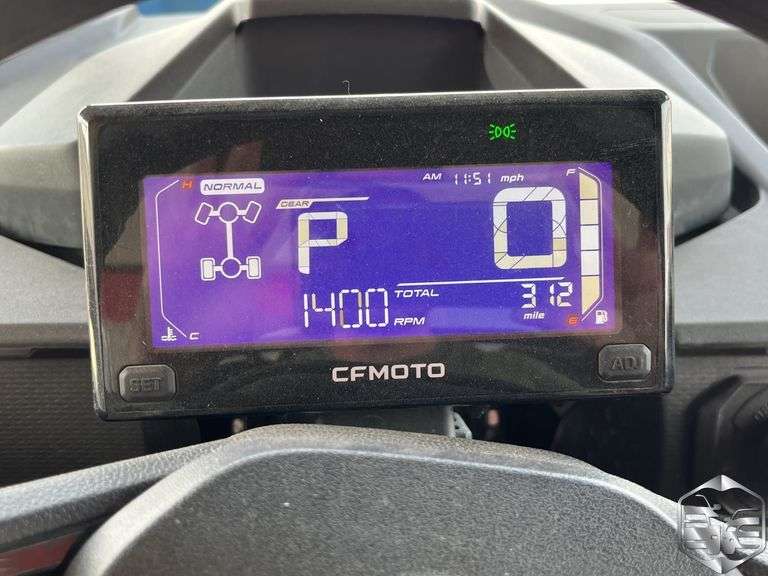 H NORMAL AM 11:51 mph F
GEAR
P 0
1400 RPM TOTAL 312
mile
C E
CFMOTO
SET ADJ